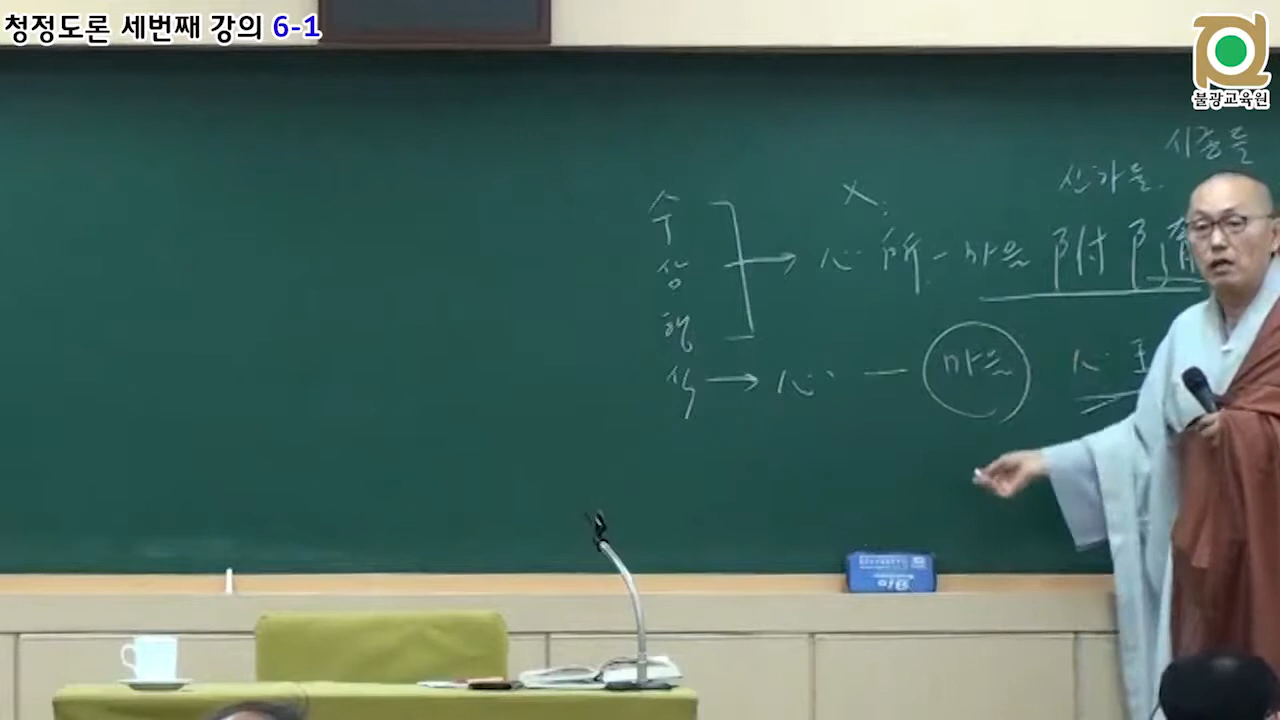 청정도론 세번째 강의 6-1
불광교육원
시중들
신하들
수
상
행
식
X
→ 心所 - 마음 附隨
→ 心 — 마음 心王